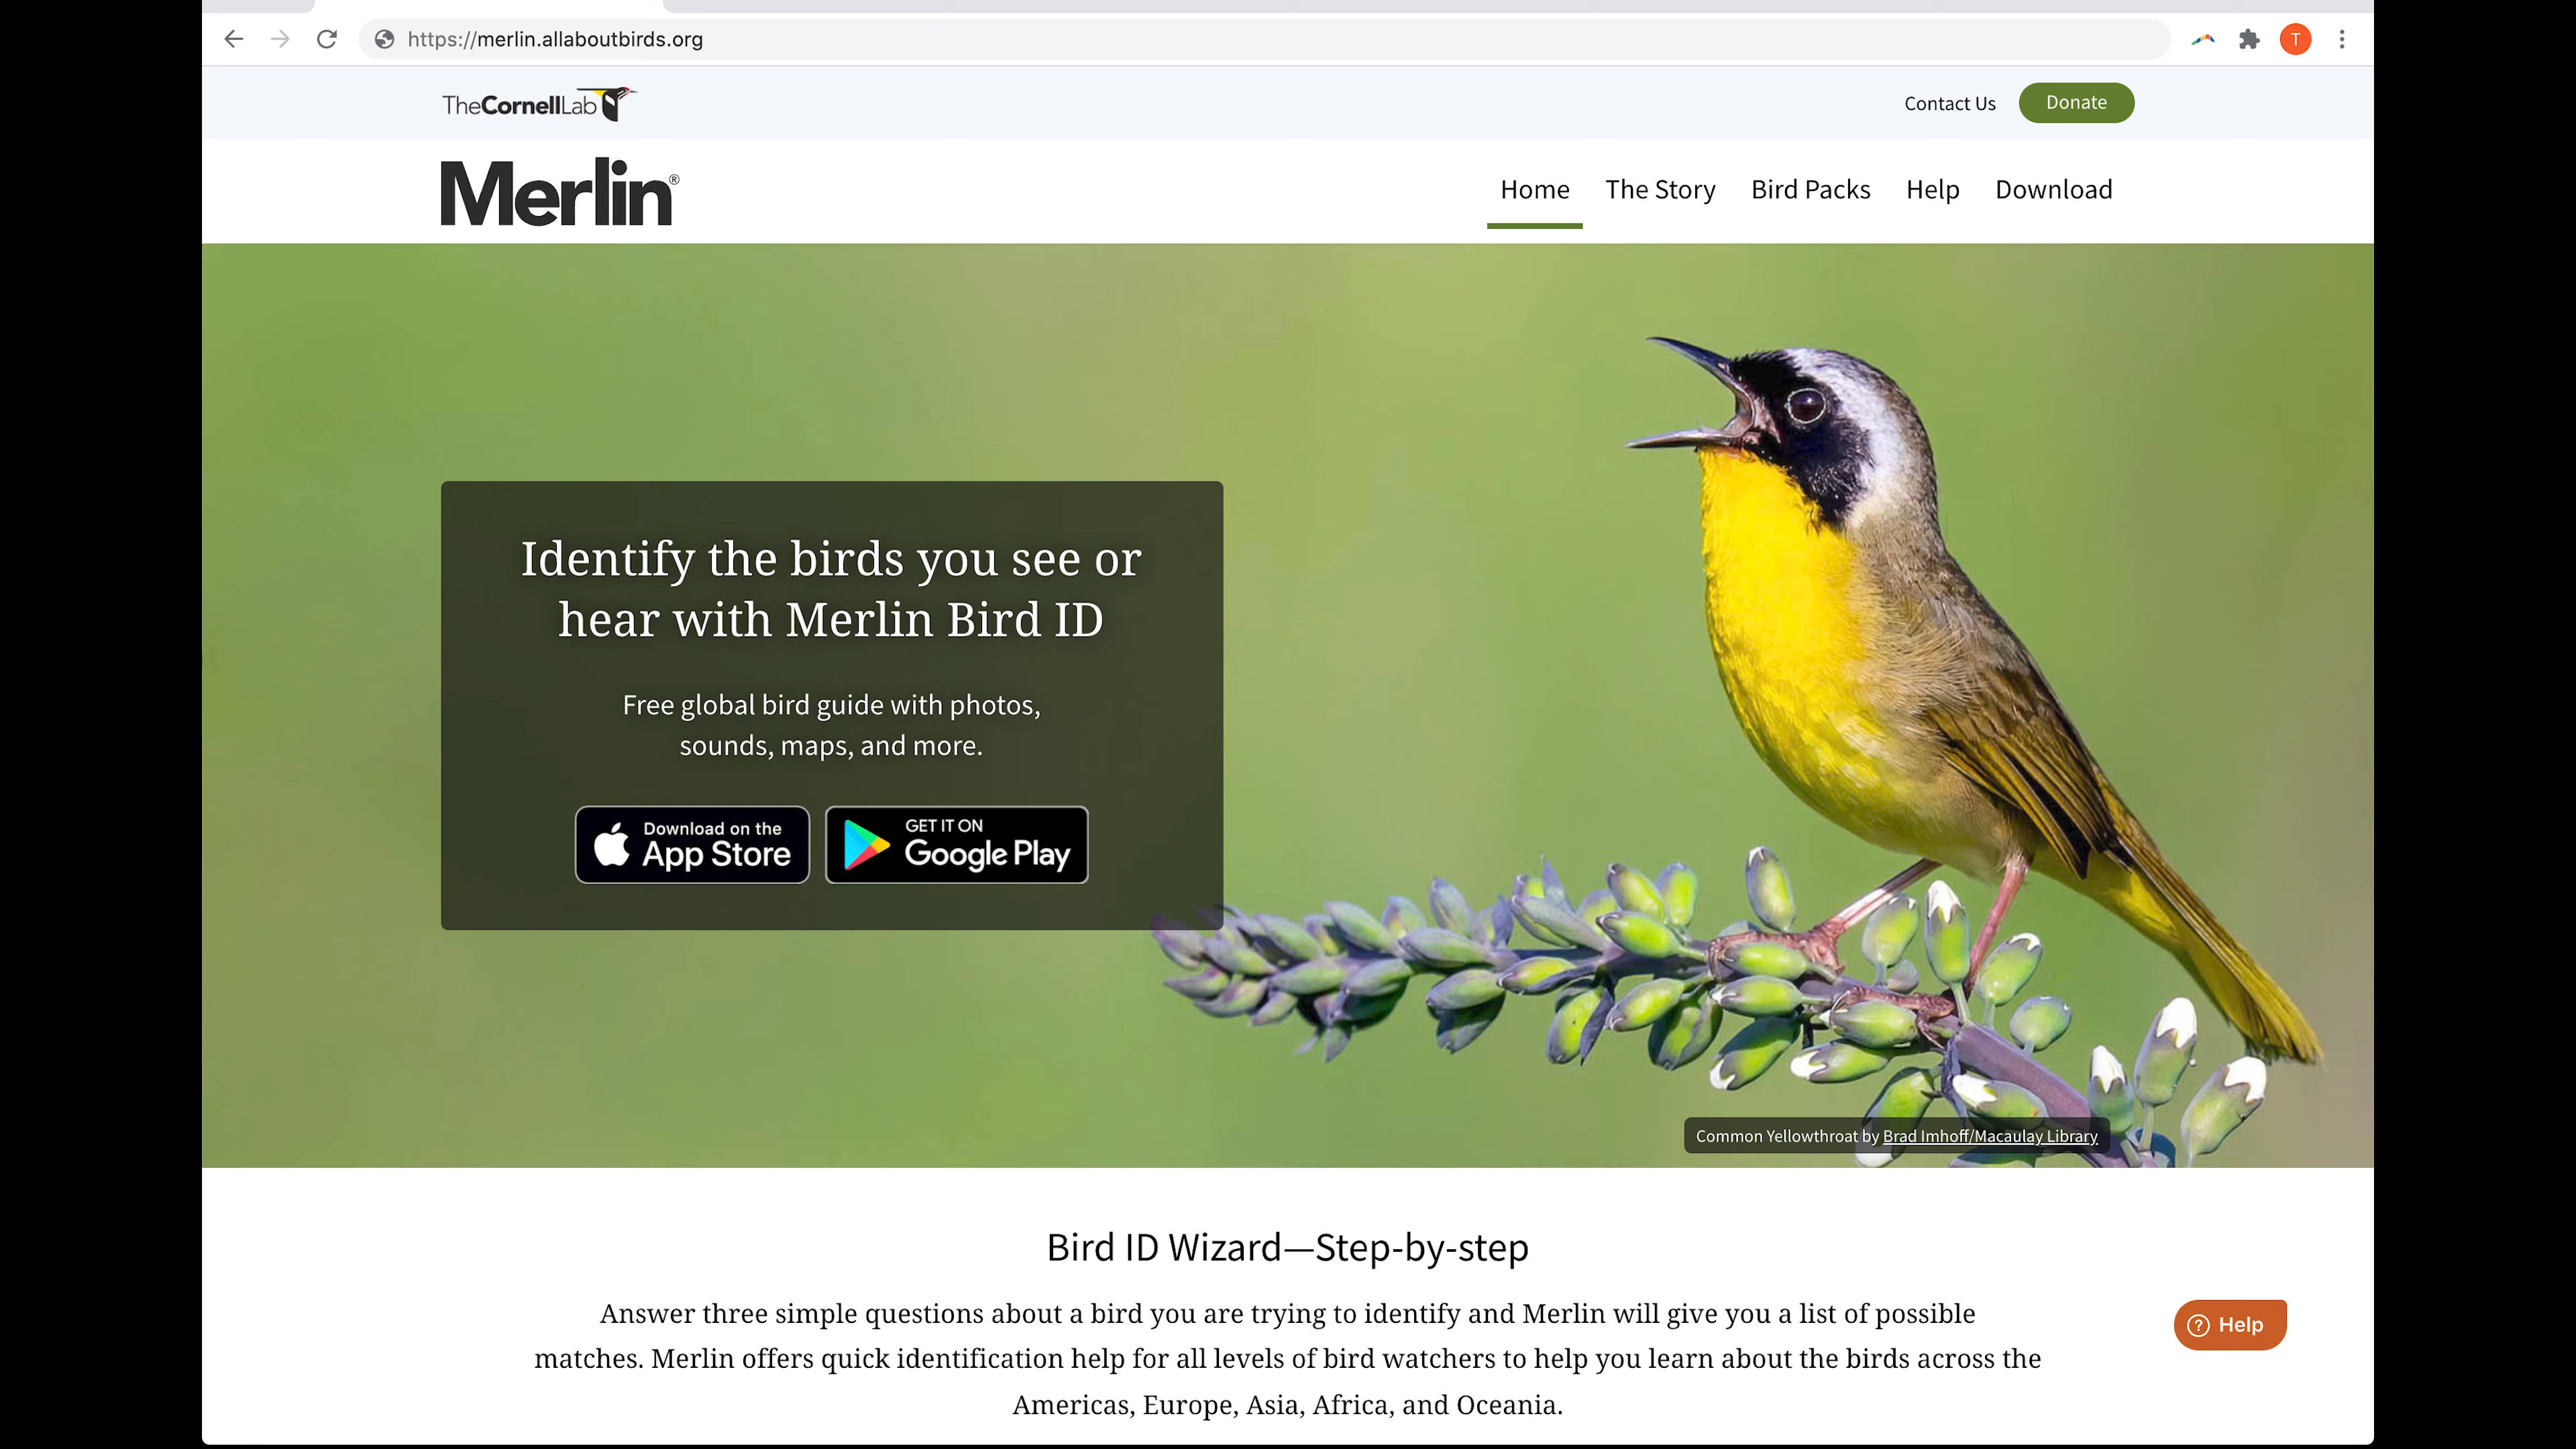 https://merlin.allaboutbirds.org
T
TheCornellLab
Contact Us
Donate
Merlin®
Home
The Story
Bird Packs
Help
Download
Identify the birds you see or
hear with Merlin Bird ID
Free global bird guide with photos,
sounds, maps, and more.
Download on the
App Store
GET IT ON
Google Play
Common Yellowthroat by Brad Imhoff/Macaulay Library
Bird ID Wizard—Step-by-step
Answer three simple questions about a bird you are trying to identify and Merlin will give you a list of possible
matches. Merlin offers quick identification help for all levels of bird watchers to help you learn about the birds across the
Americas, Europe, Asia, Africa, and Oceania.
? Help